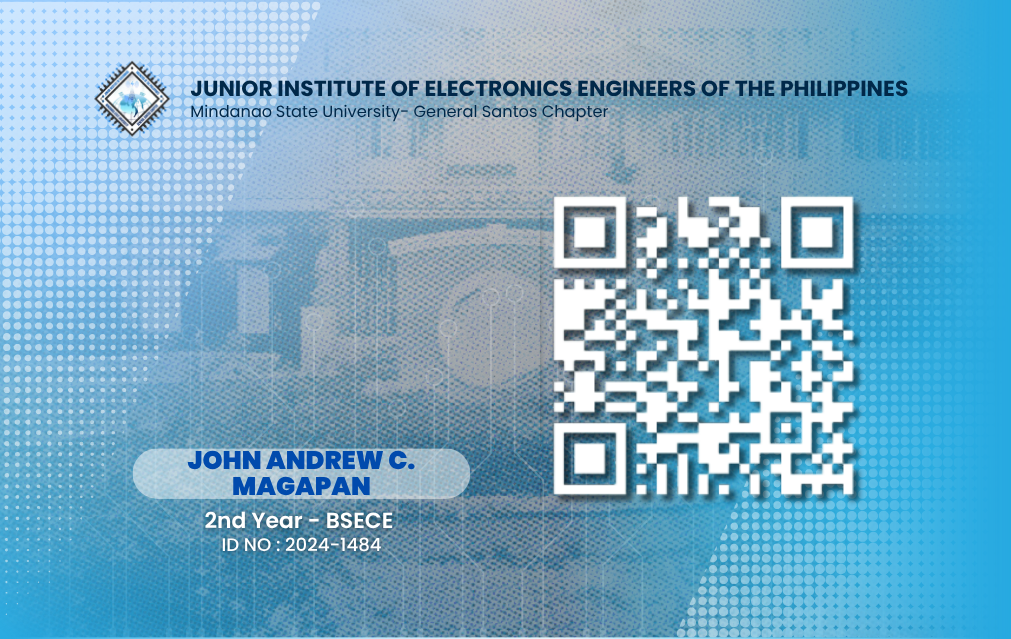 JUNIOR INSTITUTE OF ELECTRONICS ENGINEERS OF THE PHILIPPINES
Mindanao State University- General Santos Chapter
JOHN ANDREW C.
MAGAPAN
2nd Year - BSECE
ID NO : 2024-1484